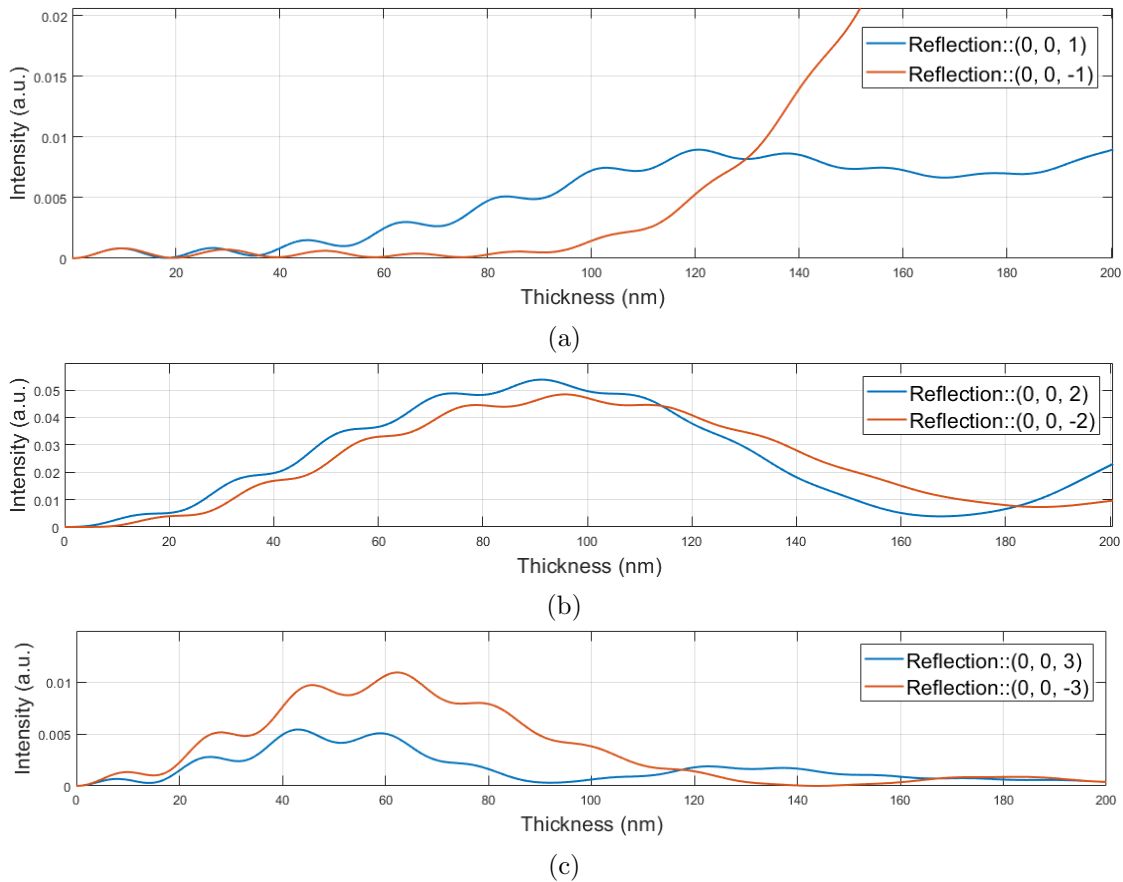 0.02
0.015
0.01
0.005
0
Intensity (a.u.)
Reflection::(0, 0, 1)
Reflection::(0, 0, -1)
20 40 60 80 100 120 140 160 180 200
Thickness (nm)
(a)
0.05
0.04
0.03
0.02
0.01
0
Intensity (a.u.)
Reflection::(0, 0, 2)
Reflection::(0, 0, -2)
0 20 40 60 80 100 120 140 160 180 200
Thickness (nm)
(b)
0.01
0.005
0
Intensity (a.u.)
Reflection::(0, 0, 3)
Reflection::(0, 0, -3)
0 20 40 60 80 100 120 140 160 180 200
Thickness (nm)
(c)